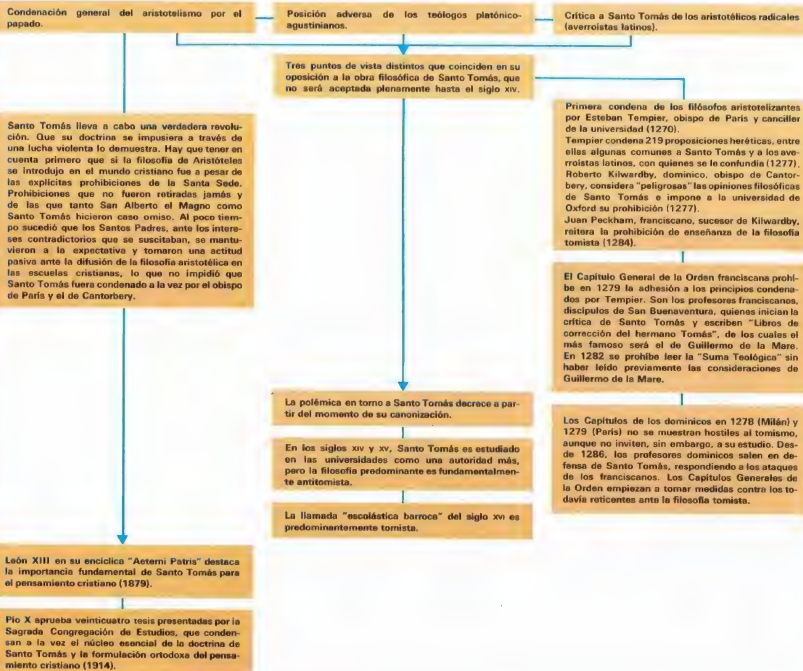 Condenación general del aristotelismo por el
papado.
Posición adversa de los teólogos platónico-
agustinianos.
Crítica a Santo Tomás de los aristotélicos radicales
(averroístas latinos).
Tres puntos de vista distintos que coinciden en su
oposición a la obra filosófica de Santo Tomás, que
no será aceptada plenamente hasta el siglo XIV.
Santo Tomás lleva a cabo una verdadera revolu-
ción. Que su doctrina se impusiera a través de
una lucha violenta lo demuestra. Hay que tener en
cuenta primero que si la filosofía de Aristóteles
se introdujo en el mundo cristiano fue a pesar de
las explícitas prohibiciones de la Santa Sede.
Prohibiciones que no fueron retiradas jamás y
de las que tanto San Alberto el Magno como
Santo Tomás hicieron caso omiso. Al poco tiem-
po sucedió que los Santos Padres, ante los intere-
ses contradictorios que se suscitaban, se mantu-
vieron a la expectativa y tomaron una actitud
pasiva ante la difusión de la filosofía aristotélica en
las escuelas cristianas, lo que no impidió que
Santo Tomás fuera condenado a la vez por el obispo
de París y el de Cantorbery.
Primera condena de los filósofos aristotelizantes
por Esteban Tempier, obispo de París y canciller
de la universidad (1270).
Tempier condena 219 proposiciones heréticas, entre
ellas algunas comunes a Santo Tomás y a los ave-
rroístas latinos, con quienes se le confundía (1277).
Roberto Kilwardby, dominico, obispo de Cantor-
bery, considera "peligrosas" las opiniones filosóficas
de Santo Tomás e impone a la universidad de
Oxford su prohibición (1277).
Juan Peckham, franciscano, sucesor de Kilwardby,
reitera la prohibición de enseñanza de la filosofía
tomista (1284).
El Capítulo General de la Orden franciscana prohí-
be en 1279 la adhesión a los principios condena-
dos por Tempier. Son los profesores franciscanos,
discípulos de San Buenaventura, quienes inician la
crítica de Santo Tomás y escriben "Libros de
corrección del hermano Tomás", de los cuales el
más famoso será el de Guillermo de la Mare.
En 1282 se prohíbe leer la "Suma Teológica" sin
haber leído previamente las consideraciones de
Guillermo de la Mare.
Los Capítulos de los dominicos en 1278 (Milán) y
1279 (París) no se muestran hostiles al tomismo,
aunque no inviten, sin embargo, a su estudio. Des-
de 1286, los profesores dominicos salen en de-
fensa de Santo Tomás, respondiendo a los ataques
de los franciscanos. Los Capítulos Generales de
la Orden empiezan a tomar medidas contra los to-
davía reticentes ante la filosofía tomista.
La polémica en torno a Santo Tomás decrece a par-
tir del momento de su canonización.
En los siglos XIV y XV, Santo Tomás es estudiado
en las universidades como una autoridad más,
pero la filosofía predominante es fundamentalmen-
te antitomista.
La llamada "escolástica barroca" del siglo XVI es
predominantemente tomista.
León XIII en su encíclica "Aeterni Patris" destaca
la importancia fundamental de Santo Tomás para
el pensamiento cristiano (1879).
Pío X aprueba veinticuatro tesis presentadas por la
Sagrada Congregación de Estudios, que conden-
san a la vez el núcleo esencial de la doctrina de
Santo Tomás y la formulación ortodoxa del pensa-
miento cristiano (1914).